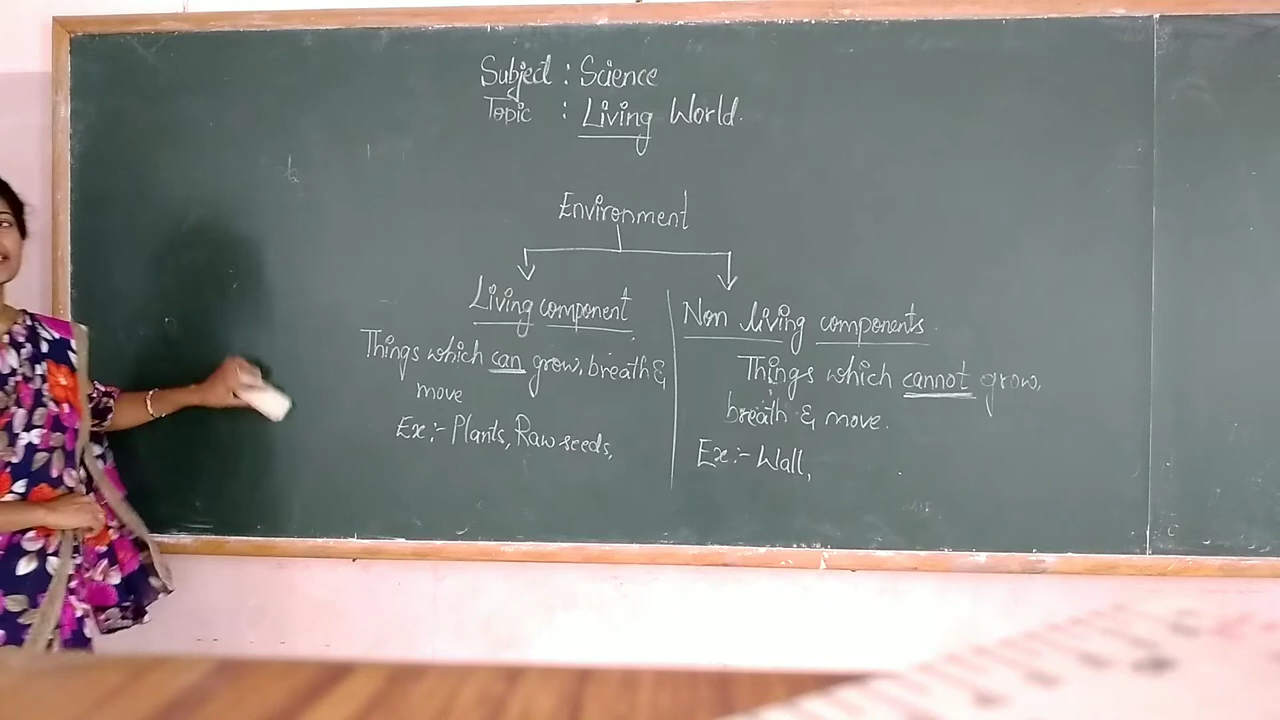 Subject : Science
Topic : Living World.
Environment
Living component
Things which can grow, breath &
move
Ex:- Plants, Raw seeds,
Non living components.
Things which cannot grow,
breath & move.
Ex:- Wall,